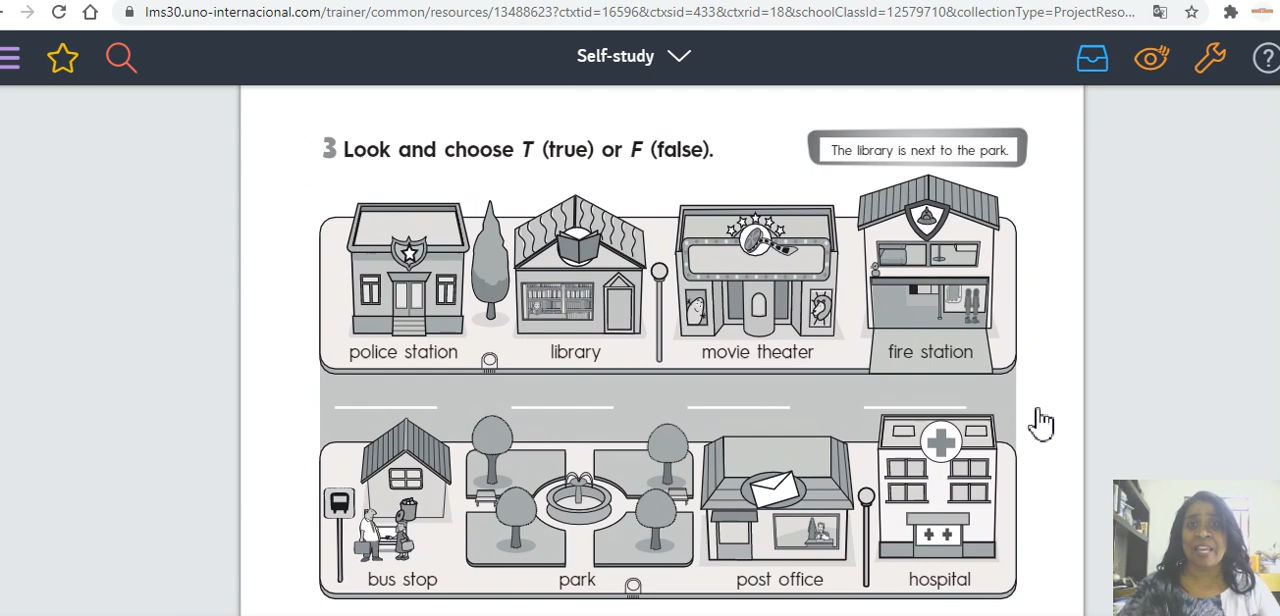 lms30.uno-internacional.com/trainer/common/resources/13488623?ctxtid=16596&ctxsid=433&ctxrid=18&schoolClassId=12579710&collectionType=ProjectReso...
Self-study
3 Look and choose T (true) or F (false).
The library is next to the park.
police station
library
movie theater
fire station
bus stop
park
post office
hospital